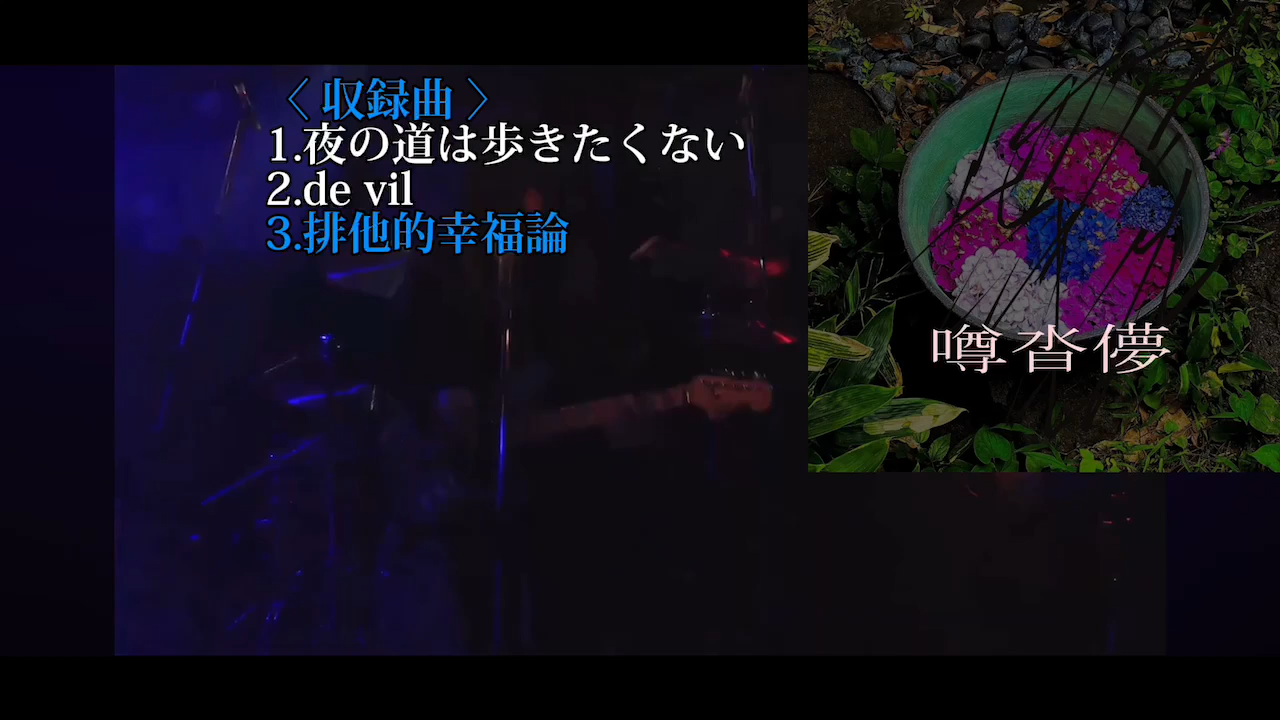 〈 収録曲 〉
1.夜の道は歩きたくない
2.de vil
3.排他的幸福論
噂沓儚